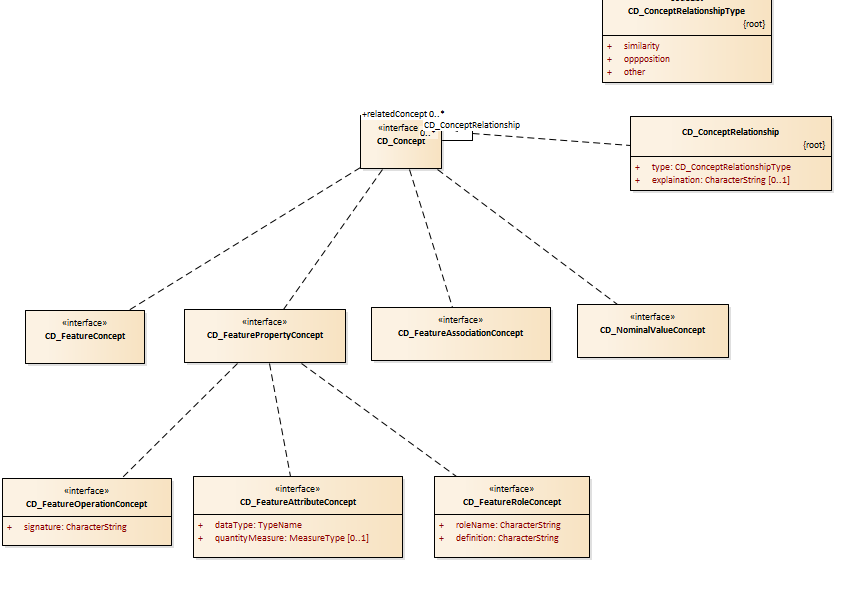 CD_ConceptRelationshipType
{root}
+ similarity
+ oppposition
+ other
+relatedConcept 0..*
«interface
CD_ConceptRelationship
0..*
CD_Concept
CD_ConceptRelationship
{root}
+ type: CD_ConceptRelationshipType
+ explaination: CharacterString [0..1]
«interface»
CD_FeatureConcept
«interface»
CD_FeaturePropertyConcept
«interface»
CD_FeatureAssociationConcept
«interface»
CD_NominalValueConcept
«interface»
CD_FeatureOperationConcept
+ signature: CharacterString
«interface»
CD_FeatureAttributeConcept
+ dataType: TypeName
+ quantityMeasure: MeasureType [0..1]
«interface»
CD_FeatureRoleConcept
+ roleName: CharacterString
+ definition: CharacterString